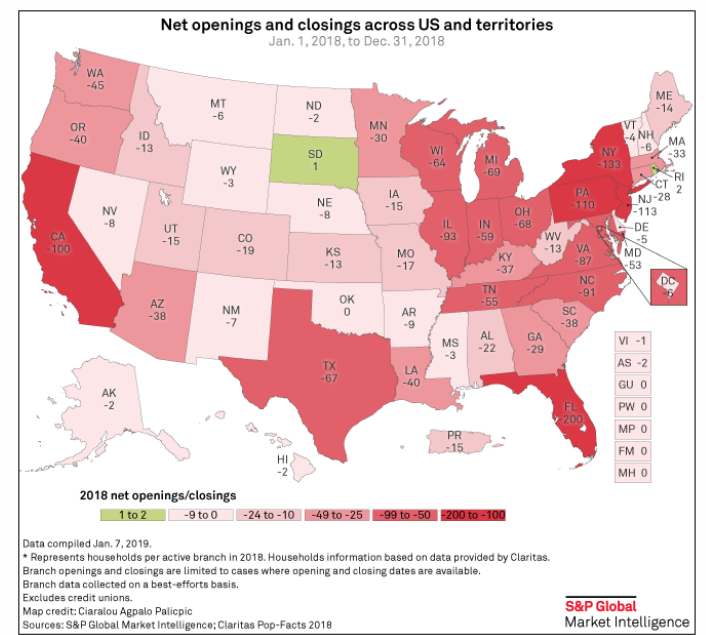 Net openings and closings across US and territories
Jan. 1, 2018, to Dec. 31, 2018
WA
-45
OR
-40
CA
-100
ID
-13
NV
-8
MT
-6
WY
-3
UT
-15
AZ
-38
CO
-19
NM
-7
ND
-2
SD
1
NE
-8
KS
-13
OK
0
TX
-67
MN
-30
IA
-15
MO
-17
AR
-9
LA
-40
WI
-64
IL
-93
MI
-69
IN
-59
OH
-68
KY
-37
TN
-55
MS
-3
AL
-22
GA
-29
FL
-200
SC
-38
NC
-91
VA
-87
WV
-13
PA
-110
NY
-133
VT
-4
NH
-6
ME
-14
MA
-33
RI
2
CT
-28
NJ
-113
DE
-5
MD
-53
DC
-6
AK
-2
HI
-2
PR
-15
VI -1
AS -2
GU 0
PW 0
MP 0
FM 0
MH 0
2018 net openings/closings
1 to 2
-9 to 0
-24 to -10
-49 to -25
-99 to -50
-200 to -100
Data compiled Jan. 7, 2019.
* Represents households per active branch in 2018. Households information based on data provided by Claritas.
Branch openings and closings are limited to cases where opening and closing dates are available.
Branch data collected on a best-efforts basis.
Excludes credit unions.
Map credit: Ciaralou Agpalo Palicpic
Sources: S&P Global Market Intelligence; Claritas Pop-Facts 2018
S&P Global
Market Intelligence